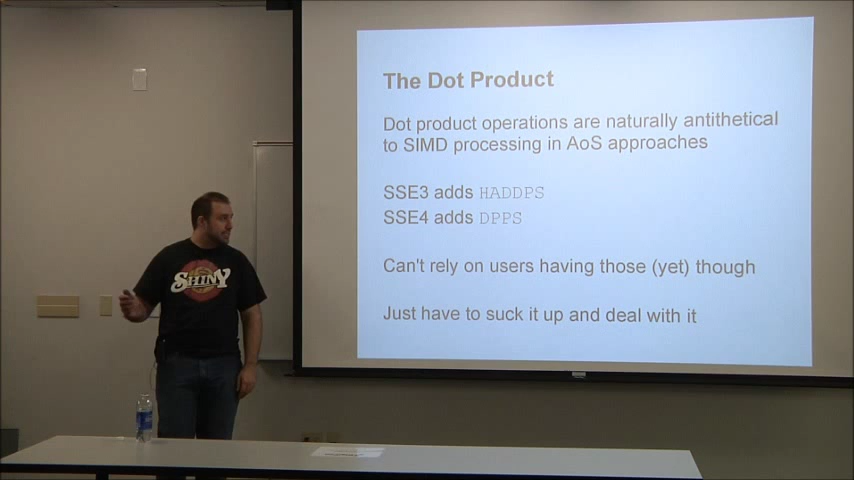 The Dot Product
Dot product operations are naturally antithetical
to SIMD processing in AoS approaches
SSE3 adds HADDPS
SSE4 adds DPPS
Can't rely on users having those (yet) though
Just have to suck it up and deal with it
SHINY